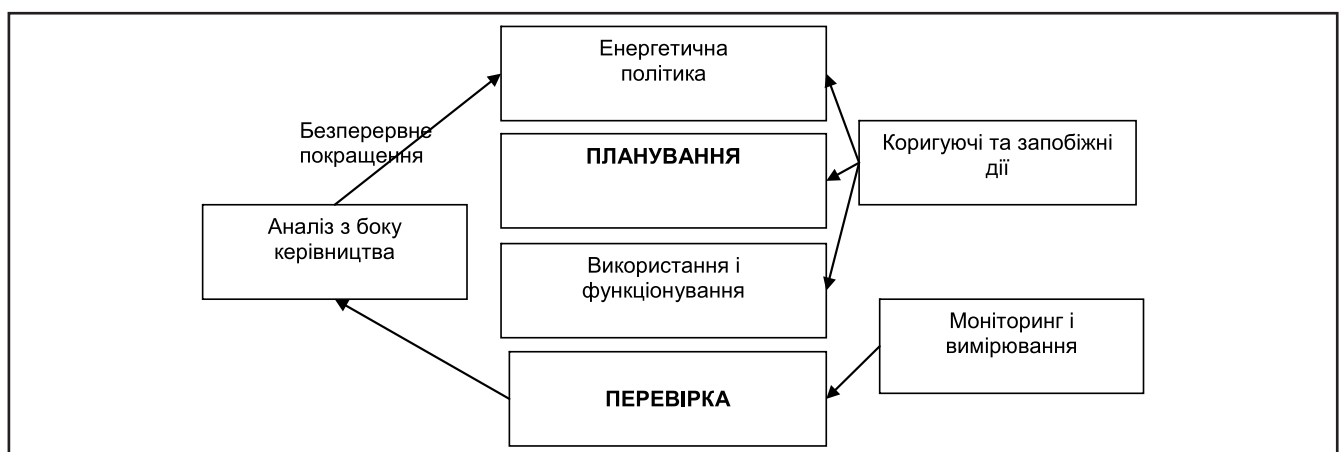 Енергетична
політика
Безперервне
покращення
ПЛАНУВАННЯ
Коригуючі та запобіжні
дії
Аналіз з боку
керівництва
Використання і
функціонування
Моніторинг і
вимірювання
ПЕРЕВІРКА